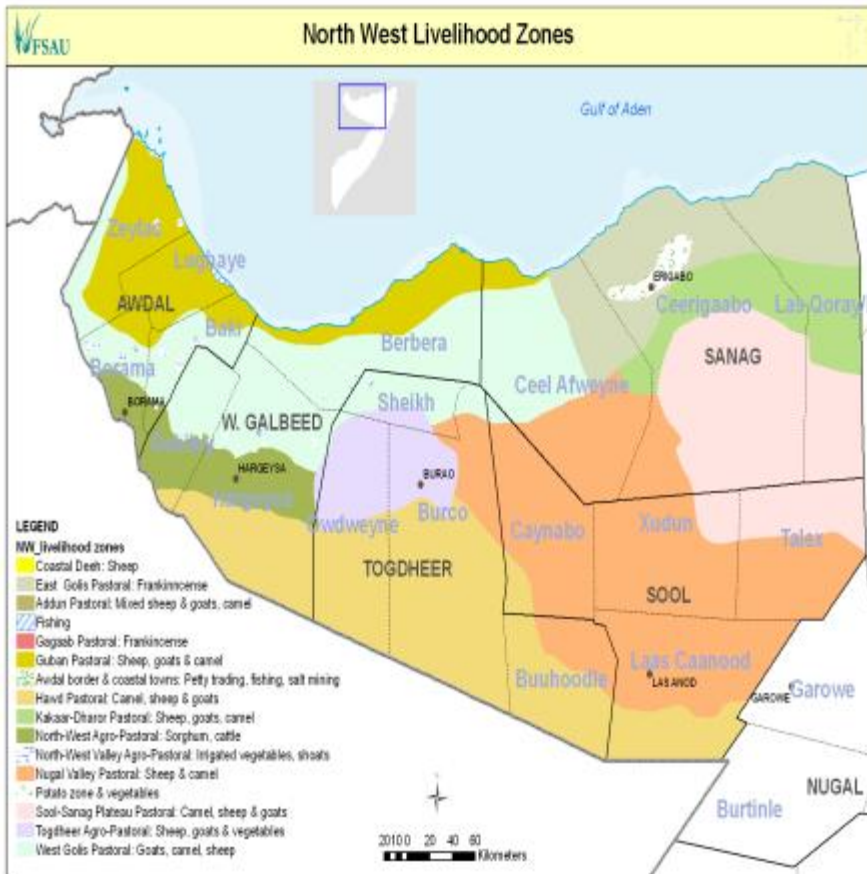 FSAU
North West Livelihood Zones
Gulf of Aden
Zeylac
Lughaye
AWDAL
Baki
Borama
BORAMA
Berbera
Sheikh
W. GALBEED
HARGEYSA
Hargeysa
ERIGABO
Ceerigaabo
Las Qoray
SANAG
Ceel Afweyne
BURAO
Burco
Owdweyne
TOGDHEER
Caynabo
Xudun
Talex
SOOL
Laas Caanood
LAS ANOD
Buuhoodle
GAROWE
Garowe
NUGAL
Burtinle
LEGEND
NW_livelihood zones
Coastal Deeh: Sheep
East Golis Pastoral: Frankinncense
Addun Pastoral: Mixed sheep & goats, camel
Fishing
Gagaab Pastoral: Frankincense
Guban Pastoral: Sheep, goats & camel
Awdal border & coastal towns: Petty trading, fishing, salt mining
Hawd Pastoral: Camel, sheep & goats
Kakaar-Dharor Pastoral: Sheep, goats, camel
North-West Agro-Pastoral: Sorghum, cattle
North-West Valley Agro-Pastoral: Irrigated vegetables, shoats
Nugal Valley Pastoral: Sheep & camel
Potato zone & vegetables
Sool-Sanag Plateau Pastoral: Camel, sheep & goats
Togdheer Agro-Pastoral: Sheep, goats & vegetables
West Golis Pastoral: Goats, camel, sheep
2010 0 20 40 60
Kilometers